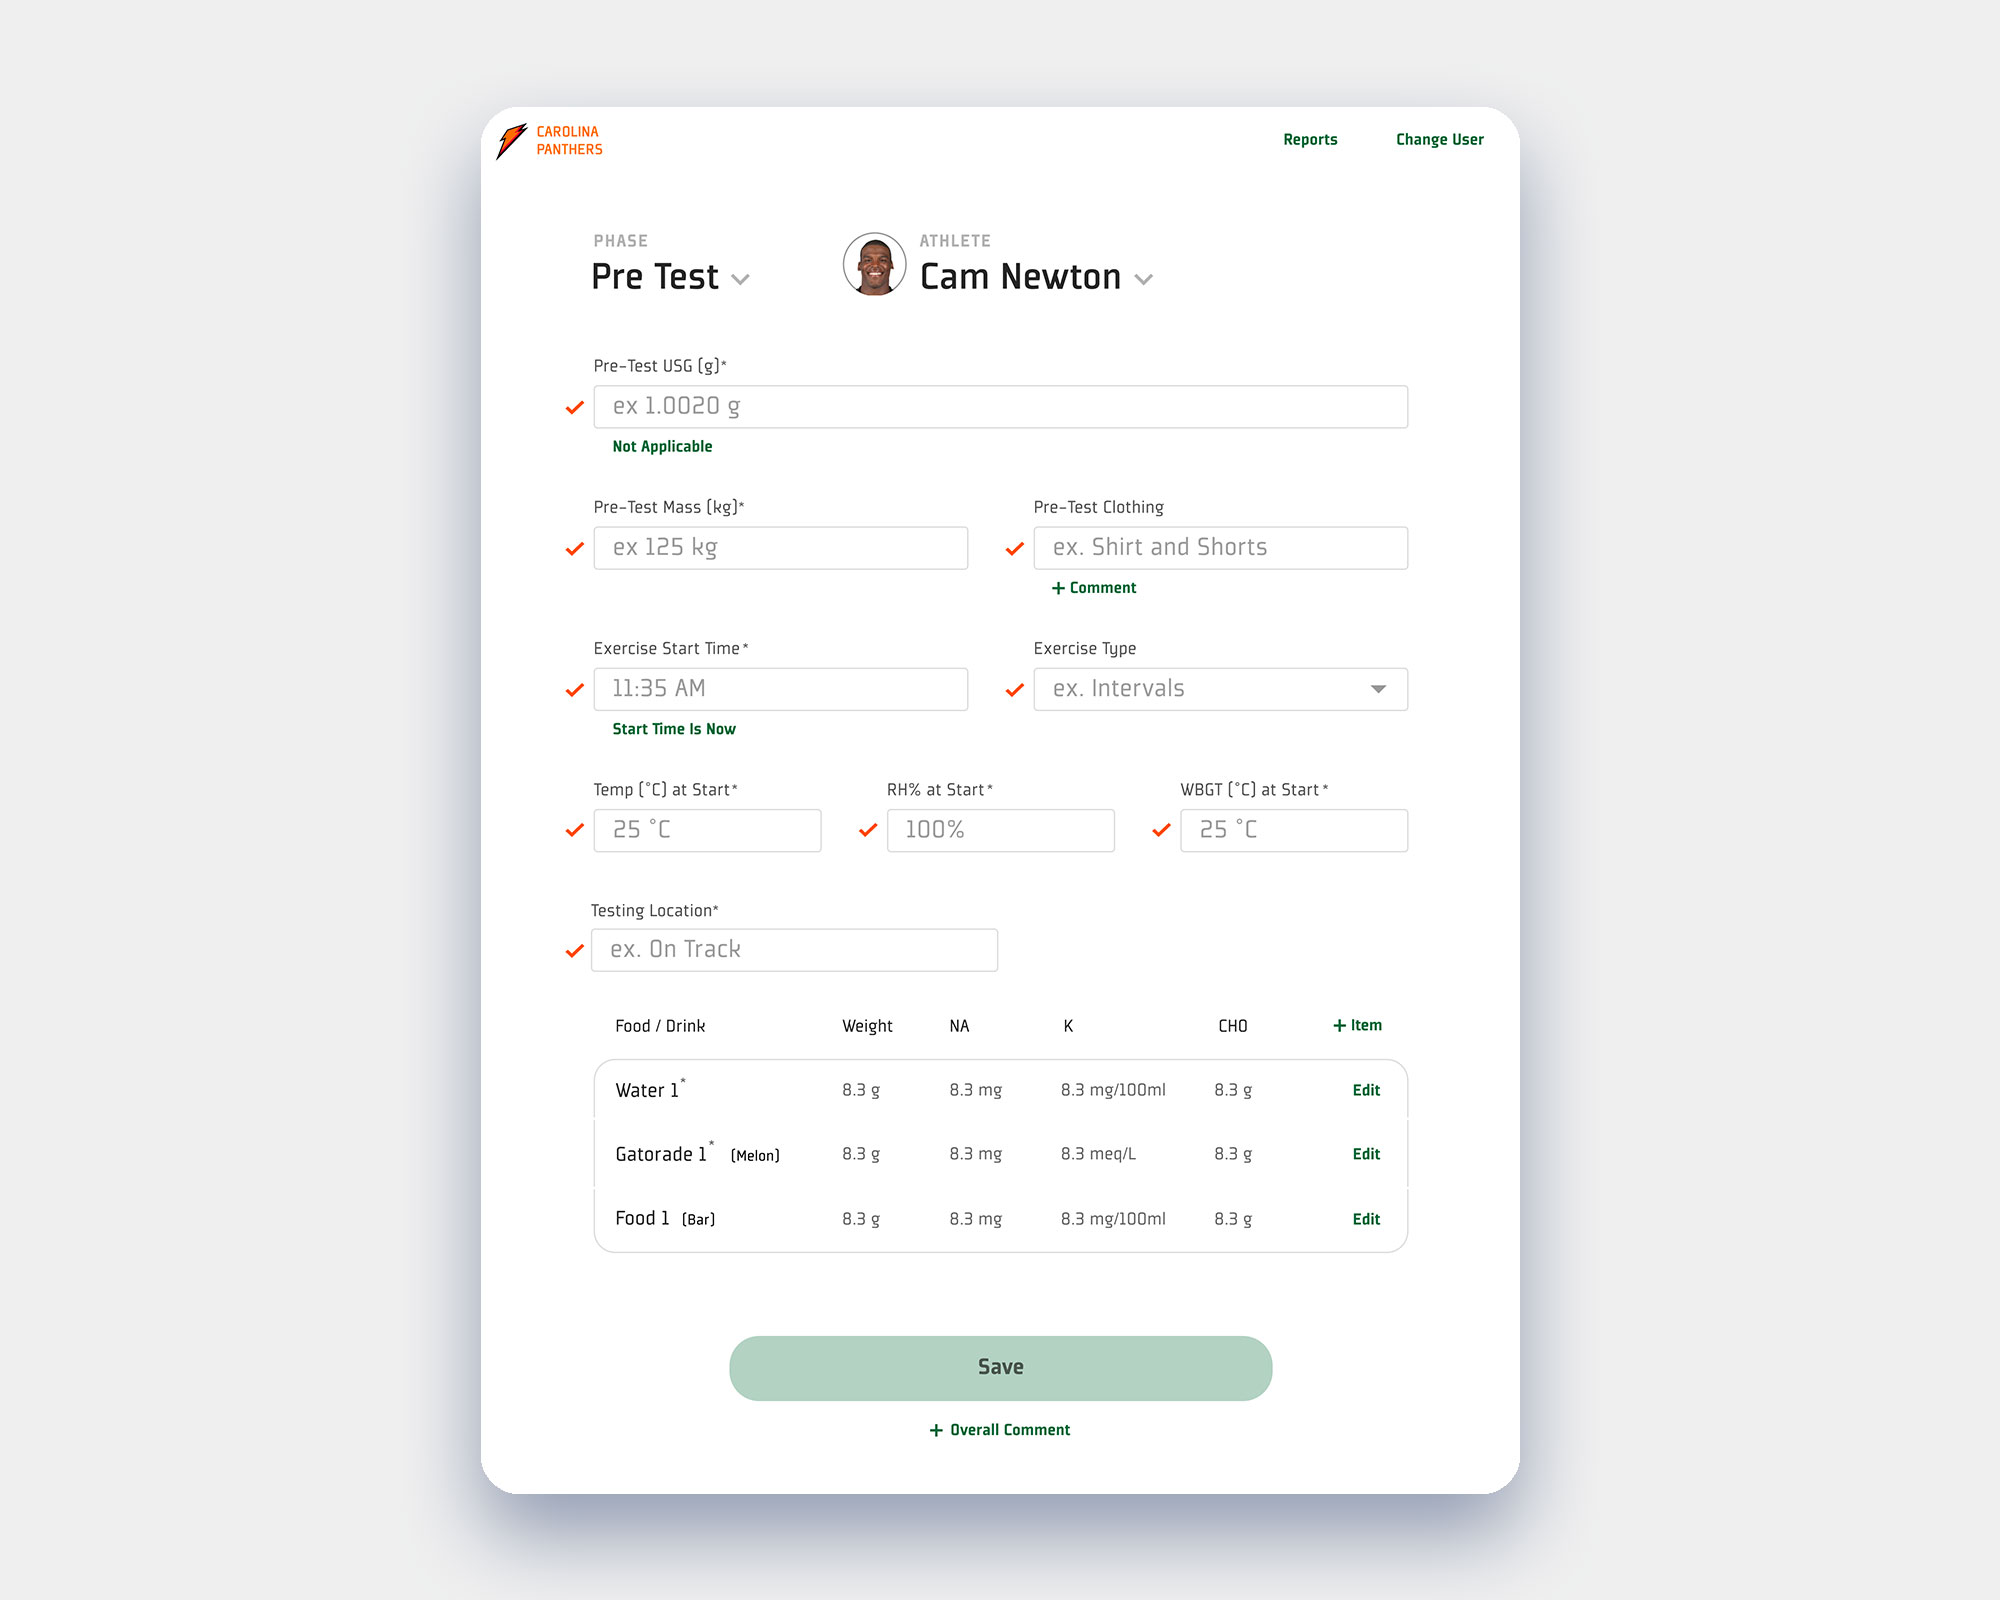 CAROLINA
PANTHERS
Reports Change User
PHASE
Pre Test
ATHLETE
Cam Newton
Pre-Test USG (g)*
ex 1.0020 g
Not Applicable
Pre-Test Mass (kg)* Pre-Test Clothing
ex 125 kg ex. Shirt and Shorts
+ Comment
Exercise Start Time* Exercise Type
11:35 AM ex. Intervals
Start Time Is Now
Temp (°C) at Start* RH% at Start* WBGT (°C) at Start*
25 °C 100% 25 °C
Testing Location*
ex. On Track
Food / Drink Weight NA K CHO + Item
Water 1* 8.3 g 8.3 mg 8.3 mg/100ml 8.3 g Edit
Gatorade 1* (Melon) 8.3 g 8.3 mg 8.3 meq/L 8.3 g Edit
Food 1 (Bar) 8.3 g 8.3 mg 8.3 mg/100ml 8.3 g Edit
Save
+ Overall Comment